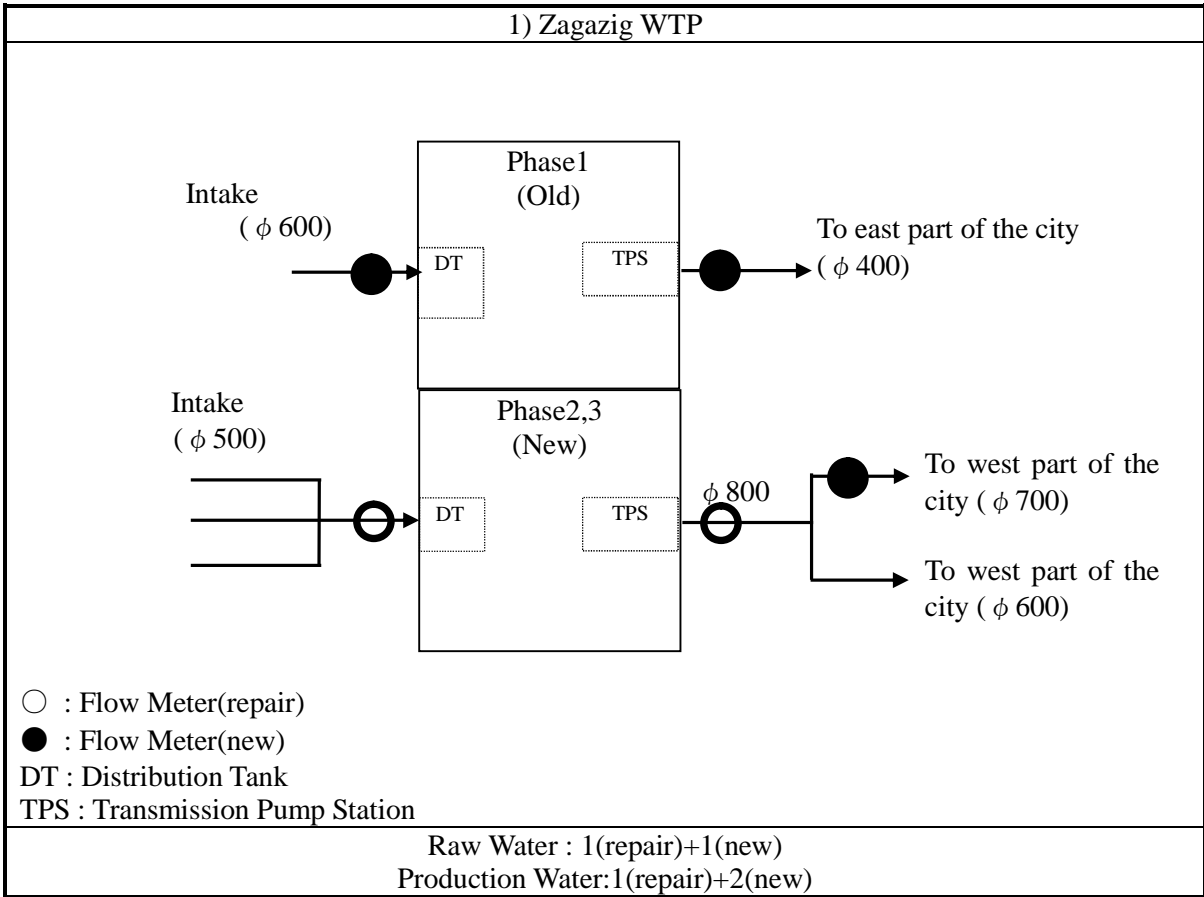 1) Zagazig WTP
Phase1
(Old)
Intake
( φ 600)
DT
TPS
To east part of the city
( φ 400)
Intake
( φ 500)
Phase2,3
(New)
DT
TPS
φ 800
To west part of the
city ( φ 700)
To west part of the
city ( φ 600)
○ : Flow Meter(repair)
● : Flow Meter(new)
DT : Distribution Tank
TPS : Transmission Pump Station
Raw Water : 1(repair)+1(new)
Production Water:1(repair)+2(new)